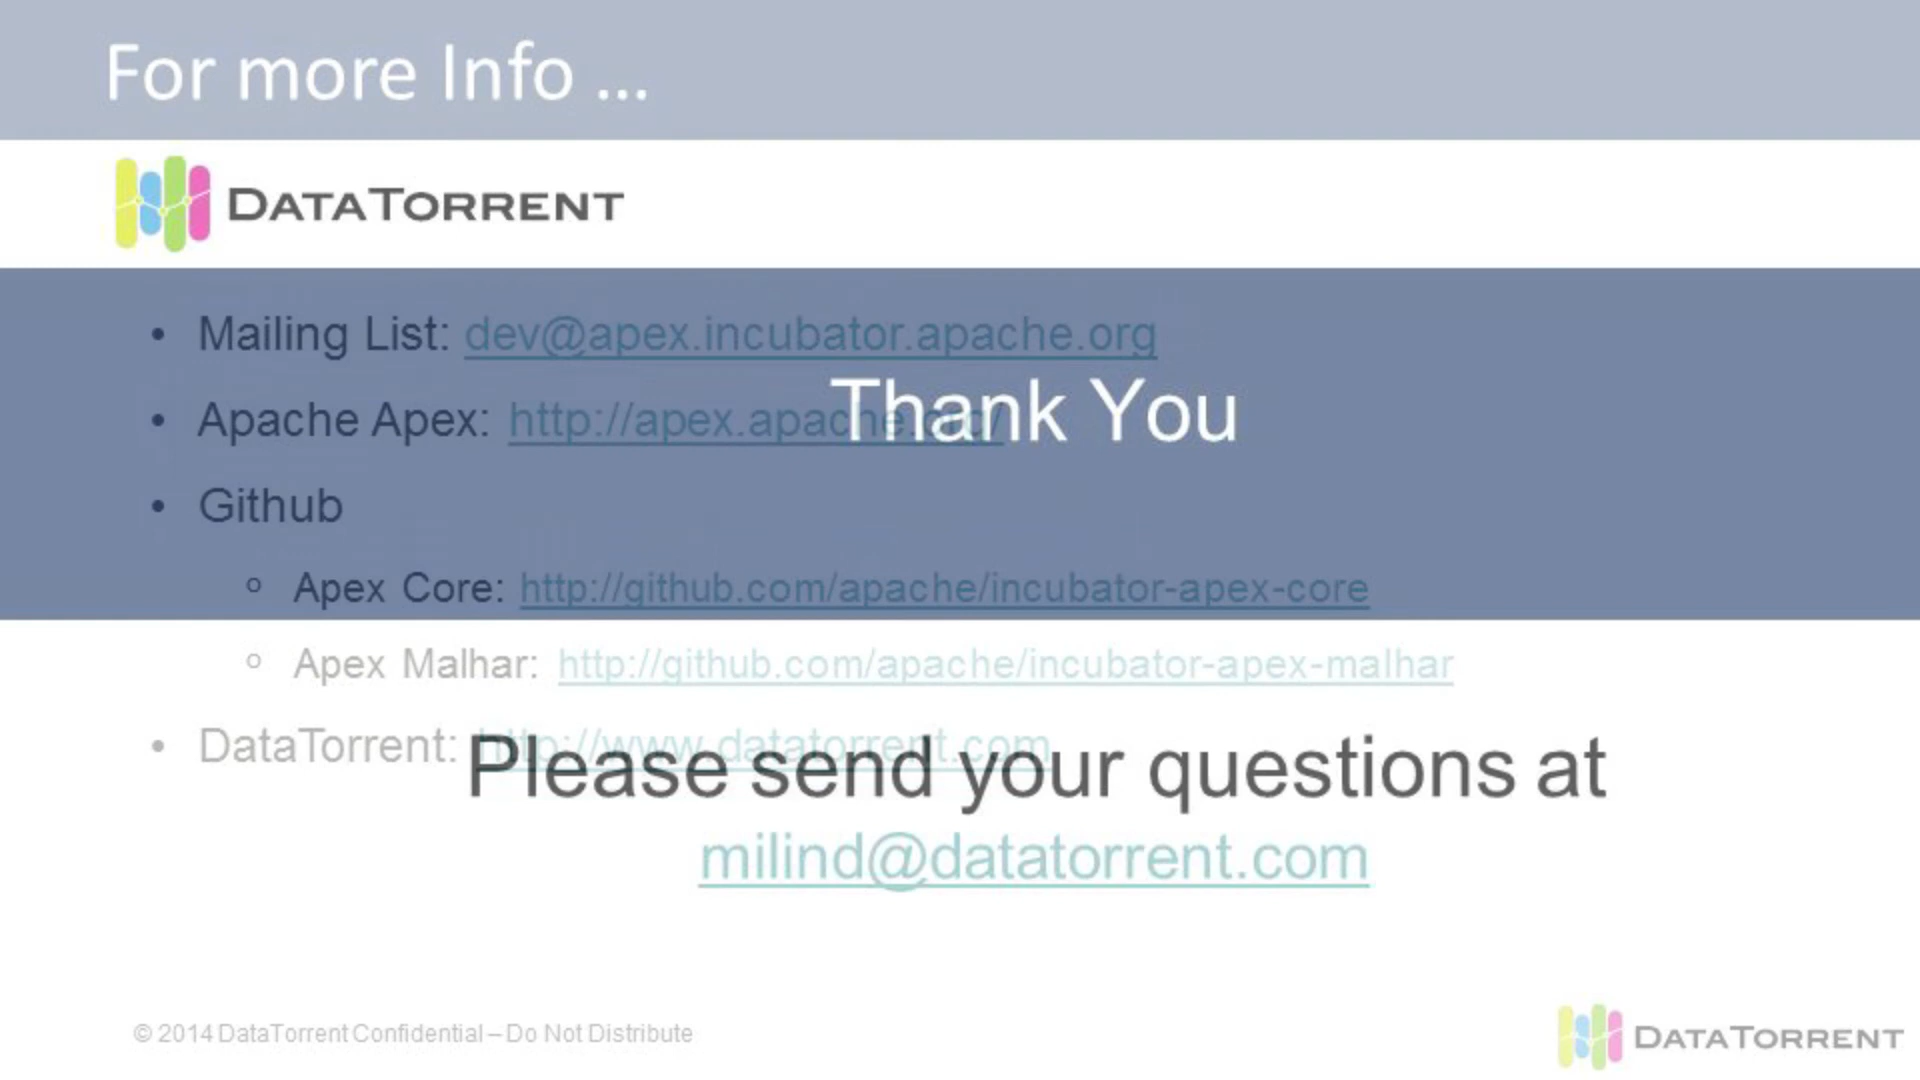 For more Info ...
DATATORRENT
• Mailing List: dev@apex.incubator.apache.org
Thank You
• Apache Apex: http://apex.apache.org/
• Github
o Apex Core: http://github.com/apache/incubator-apex-core
o Apex Malhar: http://github.com/apache/incubator-apex-malhar
• DataTorrent: http://www.datatorrent.com
Please send your questions at
milind@datatorrent.com
© 2014 DataTorrent Confidential – Do Not Distribute
DATATORRENT